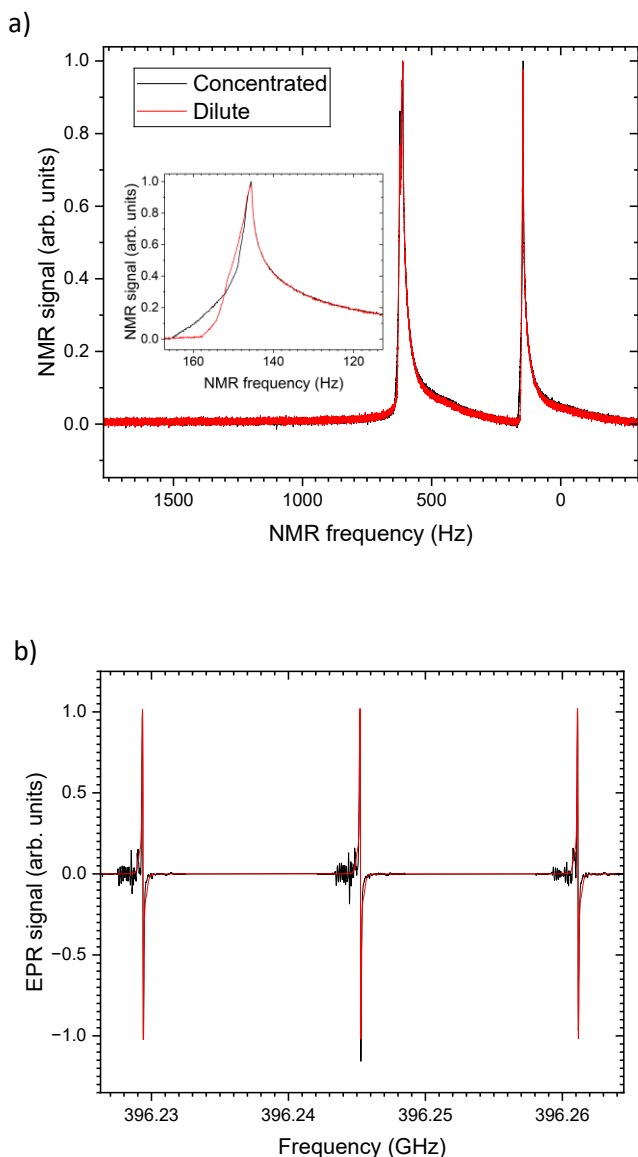 a)
Concentrated
Dilute
NMR signal (arb. units)
1.0
0.8
0.6
0.4
0.2
0.0
NMR signal (arb. units)
1.0
0.8
0.6
0.4
0.2
0.0
160 140 120
NMR frequency (Hz)
1500 1000 500 0
NMR frequency (Hz)
b)
EPR signal (arb. units)
1.0
0.5
0.0
−0.5
−1.0
396.23 396.24 396.25 396.26
Frequency (GHz)